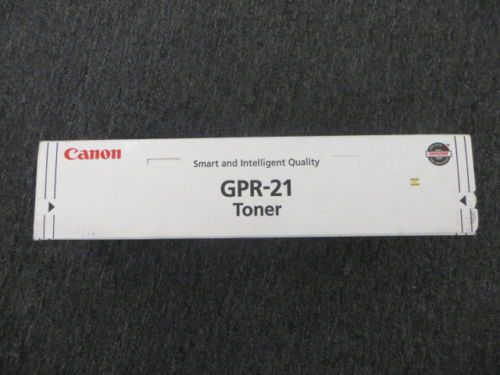 Canon
Smart and Intelligent Quality
GPR-21
Toner